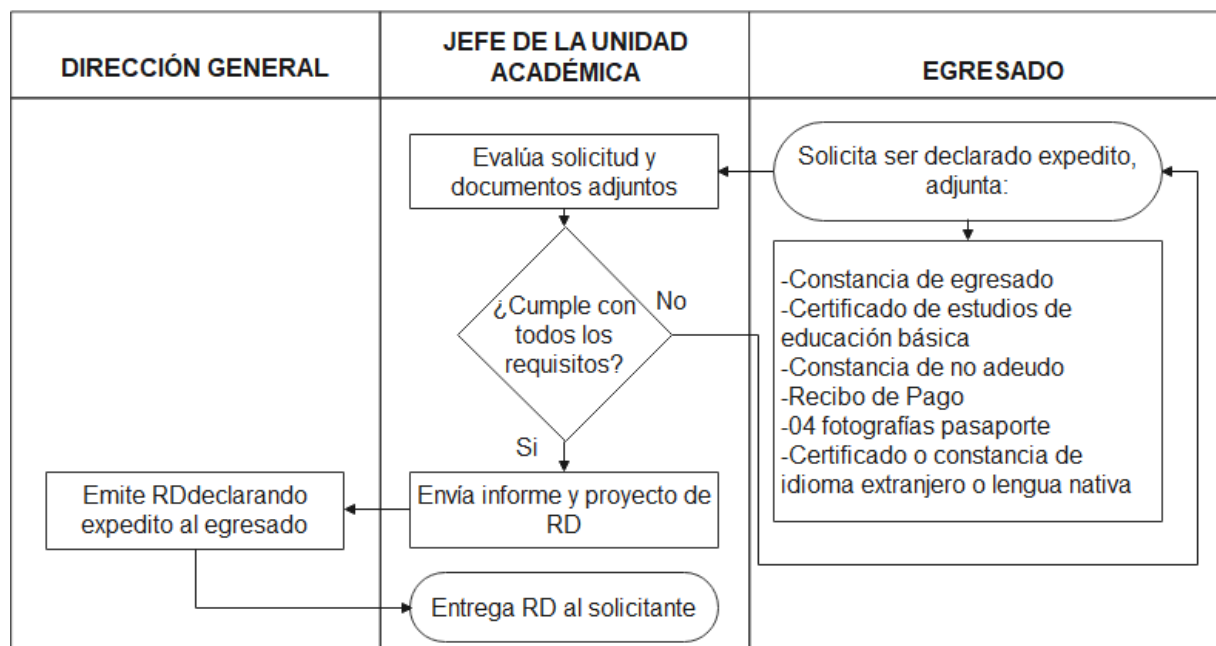 DIRECCIÓN GENERAL
JEFE DE LA UNIDAD
ACADÉMICA
EGRESADO
Solicita ser declarado expedito,
adjunta:
Evalúa solicitud y
documentos adjuntos
-Constancia de egresado
-Certificado de estudios de
educación básica
-Constancia de no adeudo
-Recibo de Pago
-04 fotografías pasaporte
-Certificado o constancia de
idioma extranjero o lengua nativa
¿Cumple con
todos los
requisitos?
No
Si
Envía informe y proyecto de
RD
Emite RDdeclarando
expedito al egresado
Entrega RD al solicitante